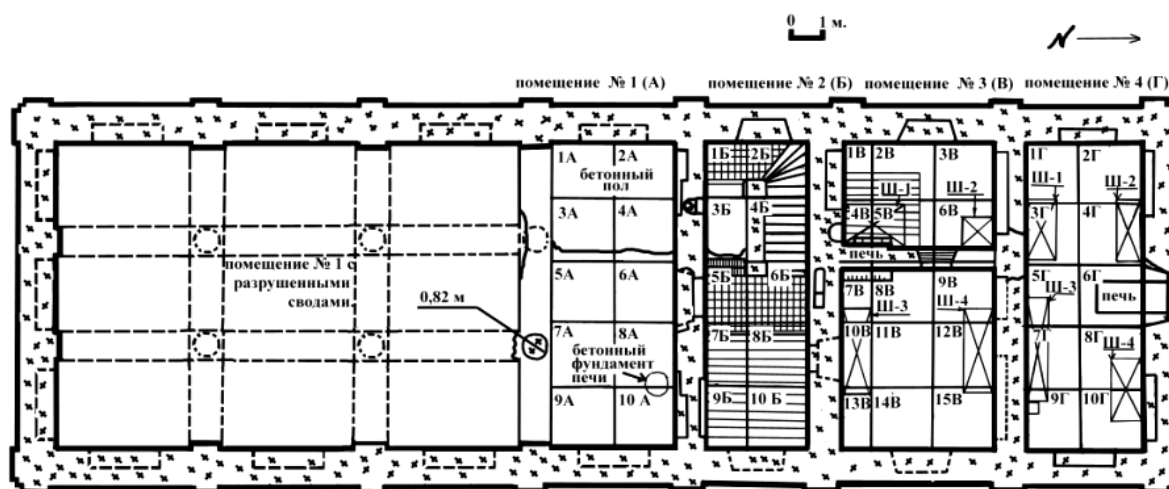 0 1 м.
N
помещение № 1 (А)
помещение № 2 (Б)
помещение № 3 (В)
помещение № 4 (Г)
1А 2А
бетонный
пол
3А 4А
5А 6А
7А 8А
бетонный
фундамент
печи
9А 10 А
помещение № 1 с
разрушенными
сводами
0,82 м
1Б 2Б
3Б 4Б
5Б 6Б
7Б 8Б
9Б 10 Б
1В 2В 3В
Ш-1 Ш-2
4В 5В 6В
печь
7В 8В 9В
Ш-3 Ш-4
10В 11В 12В
13В 14В 15В
1Г 2Г
Ш-1 Ш-2
3Г 4Г
5Г 6Г
Ш-3 печь
7Г 8Г
Ш-4
9Г 10Г